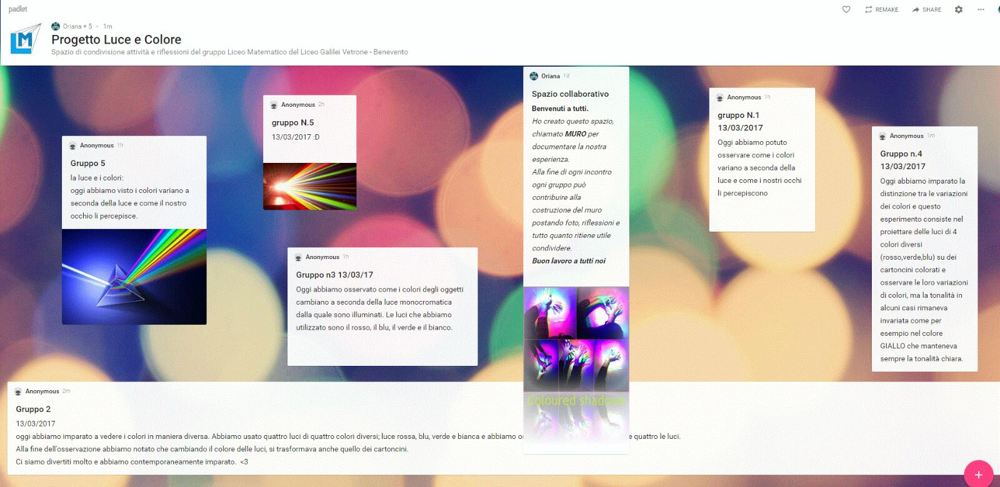 padlet
REMAKE
SHARE
LM
Oriana + 5 • 1m
Progetto Luce e Colore
Spazio di condivisione attività e riflessioni del gruppo Liceo Matematico del Liceo Galilei Vetrone - Benevento
Anonymous 1h
Gruppo 5
la luce e i colori:
oggi abbiamo visto i colori variano a
seconda della luce e come il nostro
occhio li percepisce.
Anonymous 2h
gruppo N.5
13/03/2017 :D
Anonymous 1h
Gruppo n3 13/03/17
Oggi abbiamo osservato come i colori degli oggetti
cambiano a seconda della luce monocromatica
dalla quale sono illuminati. Le luci che abbiamo
utilizzato sono il rosso, il blu, il verde e il bianco.
Oriana 1d
Spazio collaborativo
Benvenuti a tutti.
Ho creato questo spazio,
chiamato MURO per
documentare la nostra
esperienza.
Alla fine di ogni incontro
ogni gruppo può
contribuire alla
costruzione del muro
postando foto, riflessioni e
tutto quanto ritiene utile
condividere.
Buon lavoro a tutti noi
Coloured shadows
Anonymous 1h
gruppo N.1
13/03/2017
Oggi abbiamo potuto
osservare come i colori
variano a seconda della
luce e come i nostri occhi
li percepiscono
Anonymous 1m
Gruppo n.4
13/03/2017
Oggi abbiamo imparato la
distinzione tra le variazioni
dei colori e questo
esperimento consiste nel
proiettare delle luci di 4
colori diversi
(rosso,verde,blu) su dei
cartoncini colorati e
osservare le loro variazioni
di colori, ma la tonalità in
alcuni casi rimaneva
invariata come per
esempio nel colore
GIALLO che manteneva
sempre la tonalità chiara.
Anonymous 2m
Gruppo 2
13/03/2017
oggi abbiamo imparato a vedere i colori in maniera diversa. Abbiamo usato quattro luci di quattro colori diversi; luce rossa, blu, verde e bianca e abbiamo quattro le luci.
Alla fine dell'osservazione abbiamo notato che cambiando il colore delle luci, si trasformava anche quello dei cartoncini.
Ci siamo divertiti molto e abbiamo contemporaneamente imparato. <3